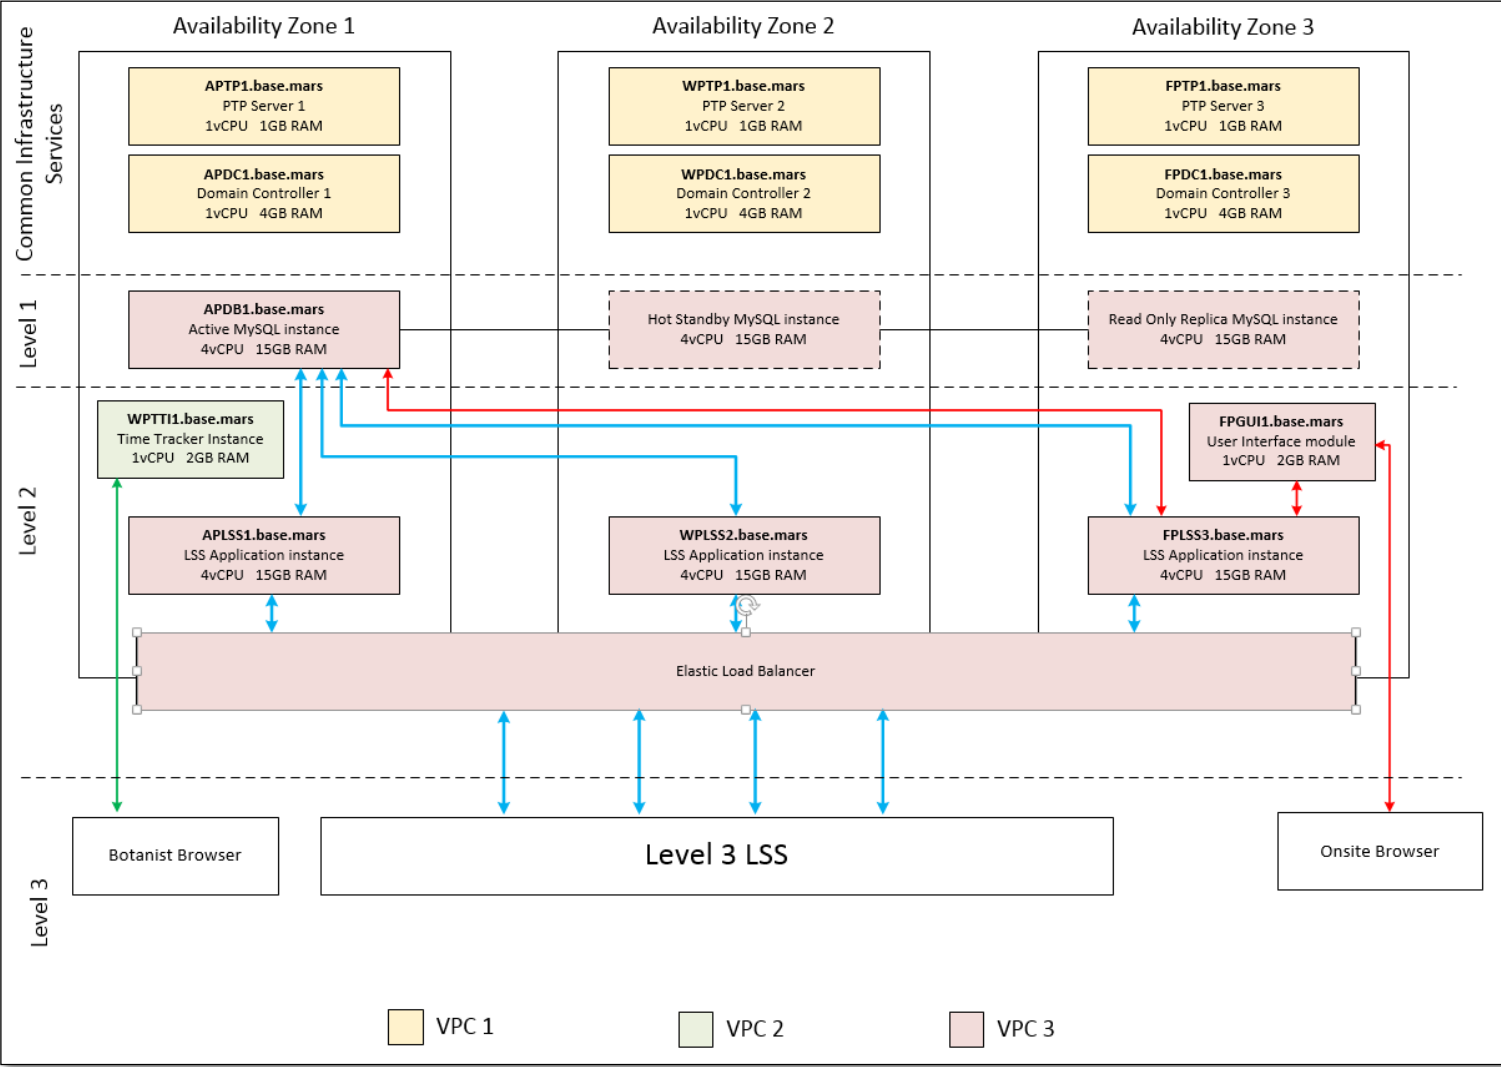 Availability Zone 1
Availability Zone 2
Availability Zone 3
Common Infrastructure
Services
APTP1.base.mars
PTP Server 1
1vCPU 1GB RAM
WPTP1.base.mars
PTP Server 2
1vCPU 1GB RAM
FPTP1.base.mars
PTP Server 3
1vCPU 1GB RAM
APDC1.base.mars
Domain Controller 1
1vCPU 4GB RAM
WPDC1.base.mars
Domain Controller 2
1vCPU 4GB RAM
FPDC1.base.mars
Domain Controller 3
1vCPU 4GB RAM
Level 1
APDB1.base.mars
Active MySQL instance
4vCPU 15GB RAM
Hot Standby MySQL instance
4vCPU 15GB RAM
Read Only Replica MySQL instance
4vCPU 15GB RAM
Level 2
WPTTI1.base.mars
Time Tracker Instance
1vCPU 2GB RAM
FPGUI1.base.mars
User Interface module
1vCPU 2GB RAM
APLSS1.base.mars
LSS Application instance
4vCPU 15GB RAM
WPLSS2.base.mars
LSS Application instance
4vCPU 15GB RAM
FPLSS3.base.mars
LSS Application instance
4vCPU 15GB RAM
Elastic Load Balancer
Level 3
Botanist Browser
Level 3 LSS
Onsite Browser
VPC 1
VPC 2
VPC 3